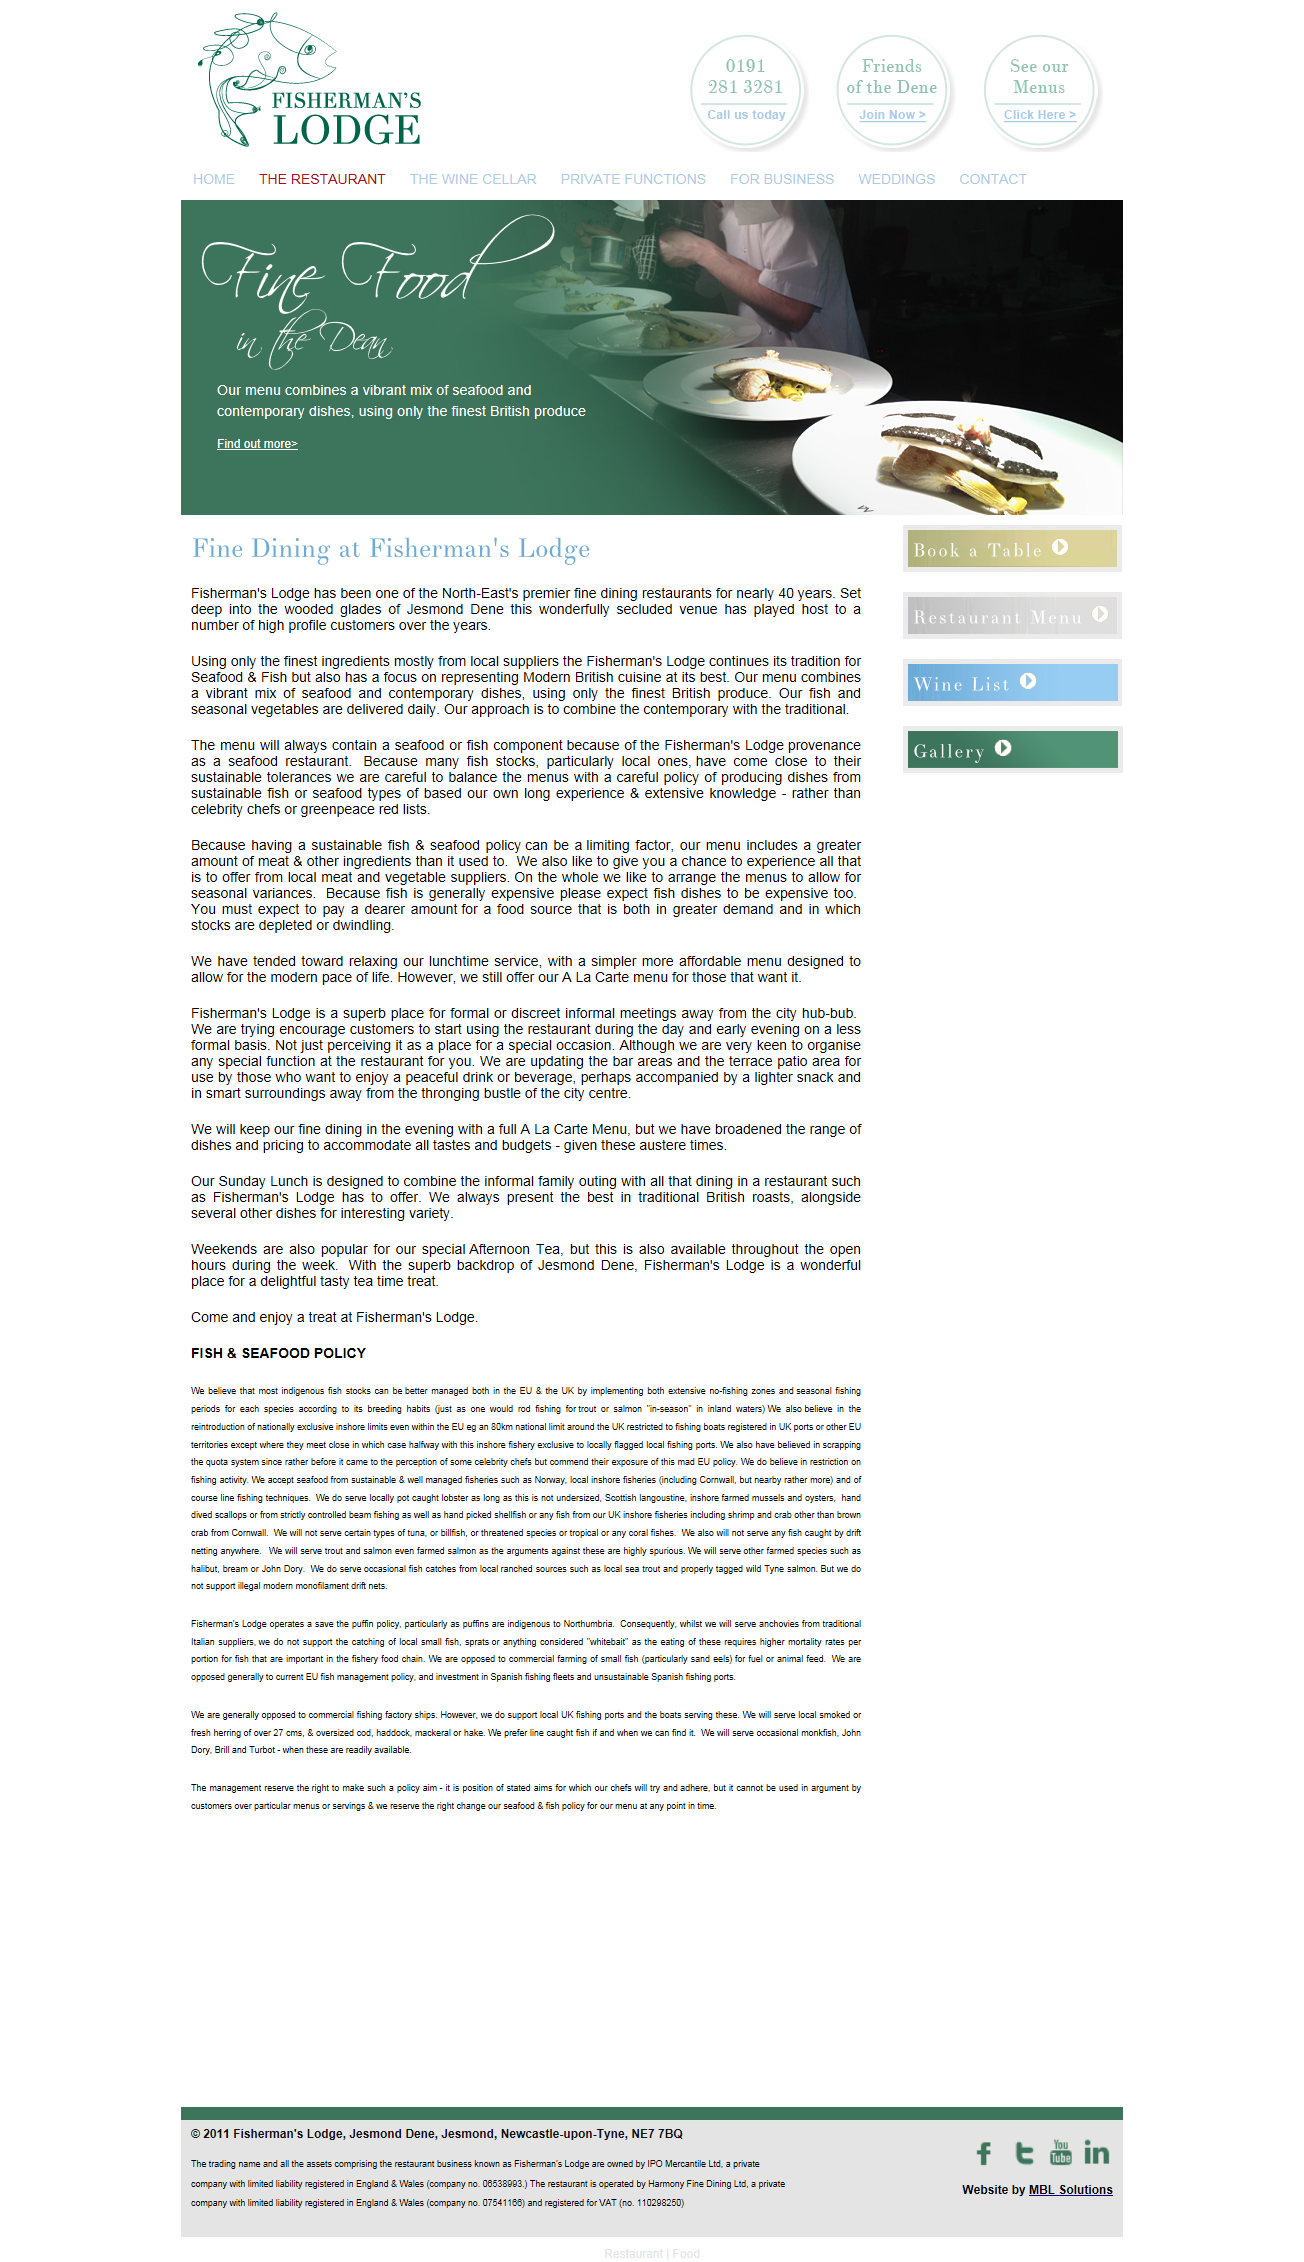 FISHERMAN'S
LODGE
0191
281 3281
Call us today
Friends
of the Dene
Join Now >
See our
Menus
Click Here >
HOME THE RESTAURANT THE WINE CELLAR PRIVATE FUNCTIONS FOR BUSINESS WEDDINGS CONTACT
Fine Food
in the Dean
Our menu combines a vibrant mix of seafood and
contemporary dishes, using only the finest British produce
Find out more>
Fine Dining at Fisherman's Lodge
Fisherman's Lodge has been one of the North-East's premier fine dining restaurants for nearly 40 years. Set
deep into the wooded glades of Jesmond Dene this wonderfully secluded venue has played host to a
number of high profile customers over the years.
Using only the finest ingredients mostly from local suppliers the Fisherman's Lodge continues its tradition for
Seafood & Fish but also has a focus on representing Modern British cuisine at its best. Our menu combines
a vibrant mix of seafood and contemporary dishes, using only the finest British produce. Our fish and
seasonal vegetables are delivered daily. Our approach is to combine the contemporary with the traditional.
The menu will always contain a seafood or fish component because of the Fisherman's Lodge provenance
as a seafood restaurant. Because many fish stocks, particularly local ones, have come close to their
sustainable tolerances we are careful to balance the menus with a careful policy of producing dishes from
sustainable fish or seafood types of based our own long experience & extensive knowledge - rather than
celebrity chefs or greenpeace red lists.
Because having a sustainable fish & seafood policy can be a limiting factor, our menu includes a greater
amount of meat & other ingredients than it used to. We also like to give you a chance to experience all that
is to offer from local meat and vegetable suppliers. On the whole we like to arrange the menus to allow for
seasonal variances. Because fish is generally expensive please expect fish dishes to be expensive too.
You must expect to pay a dearer amount for a food source that is both in greater demand and in which
stocks are depleted or dwindling.
We have tended toward relaxing our lunchtime service, with a simpler more affordable menu designed to
allow for the modern pace of life. However, we still offer our A La Carte menu for those that want it.
Fisherman's Lodge is a superb place for formal or discreet informal meetings away from the city hub-bub.
We are trying encourage customers to start using the restaurant during the day and early evening on a less
formal basis. Not just perceiving it as a place for a special occasion. Although we are very keen to organise
any special function at the restaurant for you. We are updating the bar areas and the terrace patio area for
use by those who want to enjoy a peaceful drink or beverage, perhaps accompanied by a lighter snack and
in smart surroundings away from the thronging bustle of the city centre.
We will keep our fine dining in the evening with a full A La Carte Menu, but we have broadened the range of
dishes and pricing to accommodate all tastes and budgets - given these austere times.
Our Sunday Lunch is designed to combine the informal family outing with all that dining in a restaurant such
as Fisherman's Lodge has to offer. We always present the best in traditional British roasts, alongside
several other dishes for interesting variety.
Weekends are also popular for our special Afternoon Tea, but this is also available throughout the open
hours during the week. With the superb backdrop of Jesmond Dene, Fisherman's Lodge is a wonderful
place for a delightful tasty tea time treat.
Come and enjoy a treat at Fisherman's Lodge.
FISH & SEAFOOD POLICY
We believe that most indigenous fish stocks can be better managed both in the EU & the UK by implementing both extensive no-fishing zones and seasonal fishing
periods for each species according to its breeding habits (just as one would rod fishing for trout or salmon "in-season" in inland waters) We also believe in the
reintroduction of nationally exclusive inshore limits even within the EU eg an 80km national limit around the UK restricted to fishing boats registered in UK ports or other EU
territories except where they meet close in which case halfway with this inshore fishery exclusive to locally flagged local fishing ports. We also have believed in scrapping
the quota system since rather before it came to the perception of some celebrity chefs but commend their exposure of this mad EU policy. We do believe in restriction on
fishing activity. We accept seafood from sustainable & well managed fisheries such as Norway, local inshore fisheries (including Cornwall, but nearby rather more) and of
course line fishing techniques. We do serve locally pot caught lobster as long as this is not undersized, Scottish langoustine, inshore farmed mussels and oysters, hand
dived scallops or from strictly controlled beam fishing as well as hand picked shellfish or any fish from our UK inshore fisheries including shrimp and crab other than brown
crab from Cornwall. We will not serve certain types of tuna, or billfish, or threatened species or tropical or any coral fishes. We also will not serve any fish caught by drift
netting anywhere. We will serve trout and salmon even farmed salmon as the arguments against these are highly spurious. We will serve other farmed species such as
halibut, bream or John Dory. We do serve occasional fish catches from local ranched sources such as local sea trout and properly tagged wild Tyne salmon. But we do
not support illegal modern monofilament drift nets.
Fisherman's Lodge operates a save the puffin policy, particularly as puffins are indigenous to Northumbria. Consequently, whilst we will serve anchovies from traditional
Italian suppliers, we do not support the catching of local small fish, sprats or anything considered "whitebait" as the eating of these requires higher mortality rates per
portion for fish that are important in the fishery food chain. We are opposed to commercial farming of small fish (particularly sand eels) for fuel or animal feed. We are
opposed generally to current EU fish management policy, and investment in Spanish fishing fleets and unsustainable Spanish fishing ports.
We are generally opposed to commercial fishing factory ships. However, we do support local UK fishing ports and the boats serving these. We will serve local smoked or
fresh herring of over 27 cms, & oversized cod, haddock, mackeral or hake. We prefer line caught fish if and when we can find it. We will serve occasional monkfish, John
Dory, Brill and Turbot - when these are readily available.
The management reserve the right to make such a policy aim - it is position of stated aims for which our chefs will try and adhere, but it cannot be used in argument by
customers over particular menus or servings & we reserve the right change our seafood & fish policy for our menu at any point in time.
Book a Table
Restaurant Menu
Wine List
Gallery
© 2011 Fisherman's Lodge, Jesmond Dene, Jesmond, Newcastle-upon-Tyne, NE7 7BQ
The trading name and all the assets comprising the restaurant business known as Fisherman's Lodge are owned by IPO Mercantile Ltd, a private
company with limited liability registered in England & Wales (company no. 06538993.) The restaurant is operated by Harmony Fine Dining Ltd, a private
company with limited liability registered in England & Wales (company no. 07541166) and registered for VAT (no. 110298250)
f t You Tube in
Website by MBL Solutions
Restaurant | Food